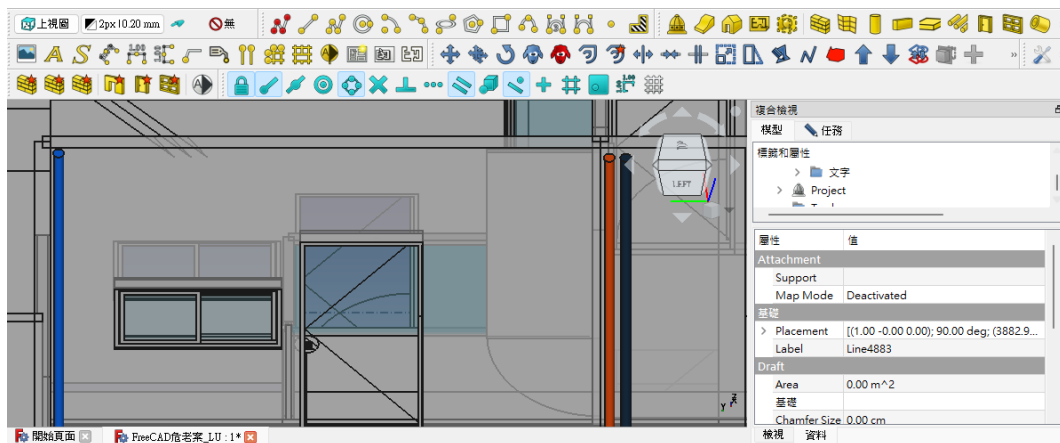 上視圖 2px | 0.20 mm 無
A S
»
複合檢視
模型 任務
標籤和屬性
文字
Project
LEFT
屬性 值
Attachment
Support
Map Mode Deactivated
基礎
Placement [(1.00 -0.00 0.00); 90.00 deg; (3882.9...
Label Line4883
Draft
Area 0.00 m^2
基礎
Chamfer Size 0.00 cm
y z
檢視 資料
開始頁面 FreeCAD危老案_LU : 1*